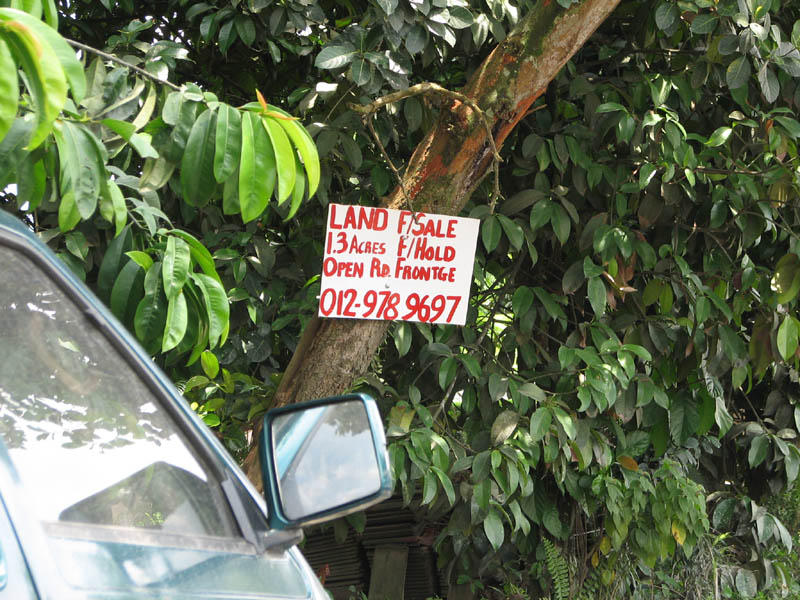 LAND F/SALE
1.3 ACRES F/HOLD
OPEN RD. FRONTGE
012-978 9697